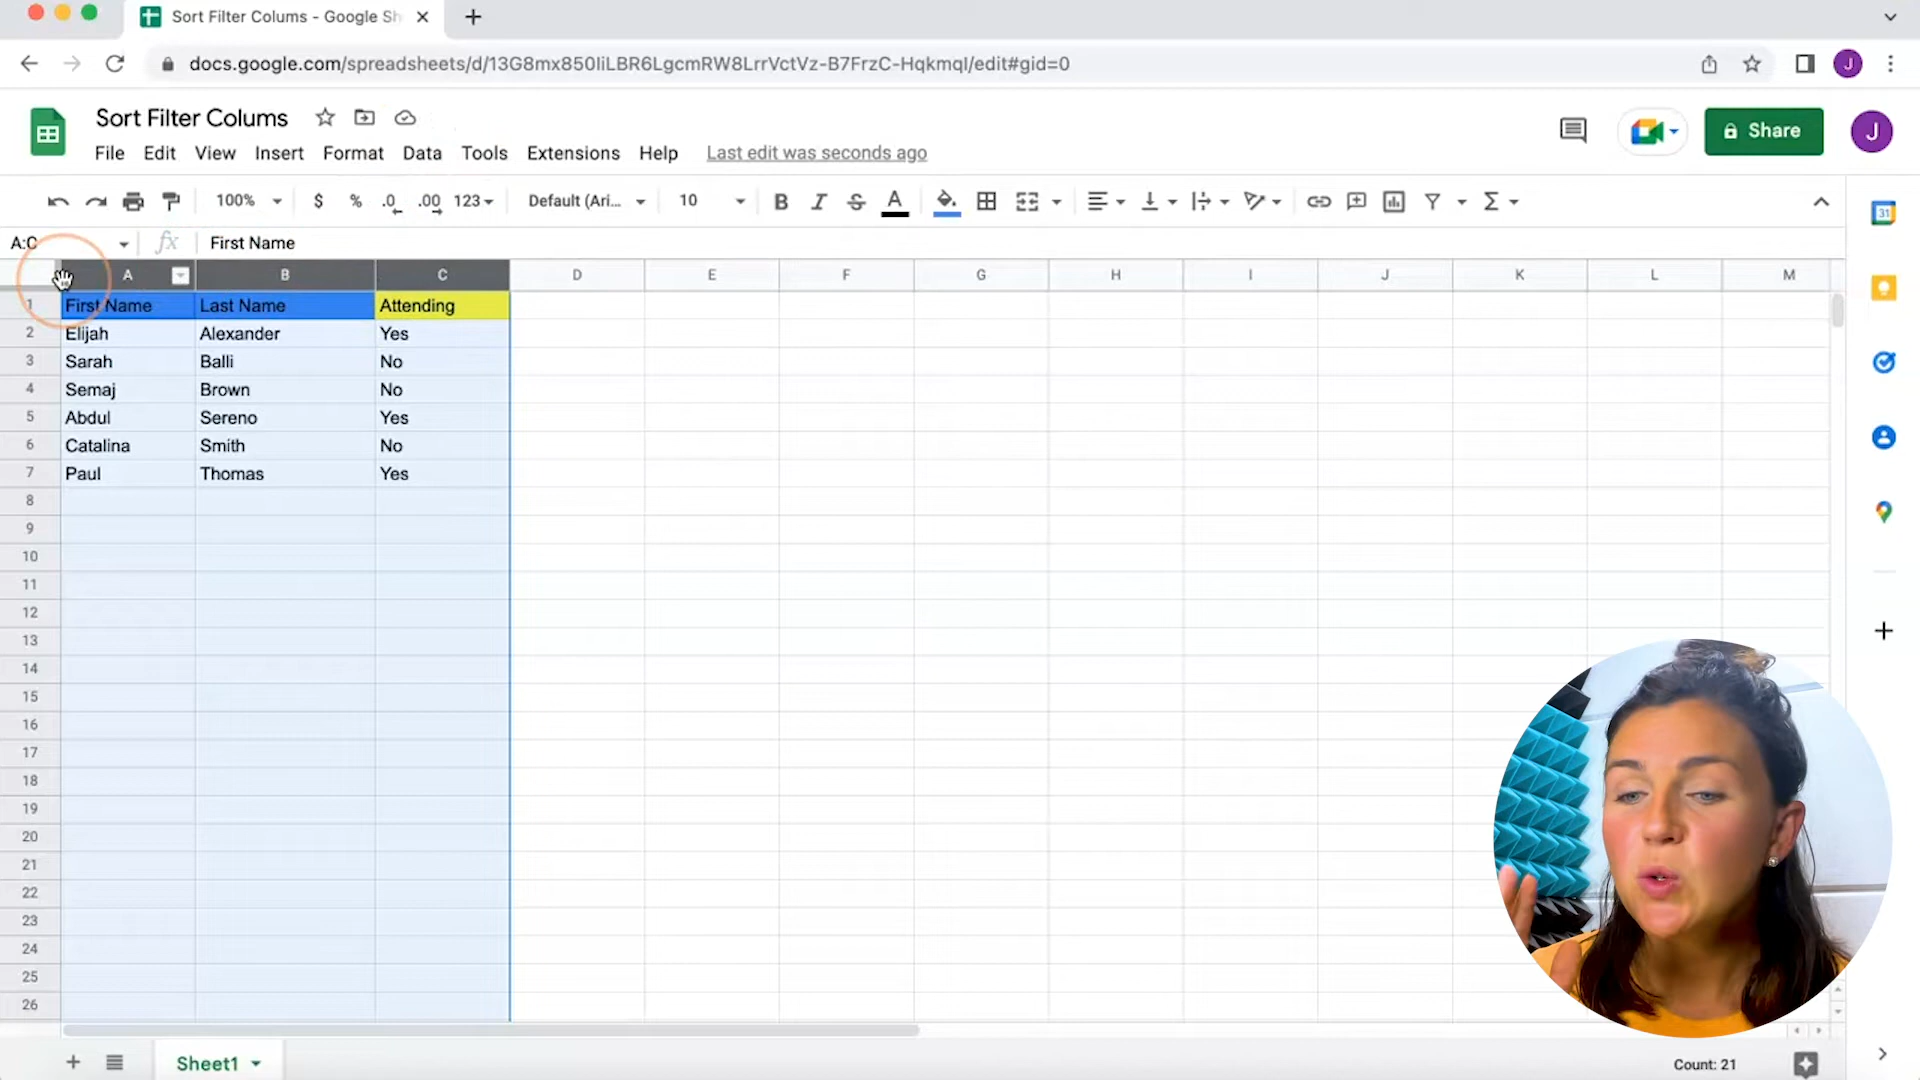 Sort Filter Colums - Google Sh
docs.google.com/spreadsheets/d/13G8mx850IiLBR6LgcmRW8LrrVctVz-B7FrzC-HqkmqI/edit#gid=0
J
Sort Filter Colums
File Edit View Insert Format Data Tools Extensions Help Last edit was seconds ago
Share
J
100% $ % .0 .00 123 Default (Ari... 10 B I S A Σ
A:C fx First Name
A B C D E F G H I J K L M
31
1 First Name Last Name Attending
2 Elijah Alexander Yes
3 Sarah Balli No
4 Semaj Brown No
5 Abdul Sereno Yes
6 Catalina Smith No
7 Paul Thomas Yes
8
9
10
11
12
13
14
15
16
17
18
19
20
21
22
23
24
25
26
Sheet1
Count: 21